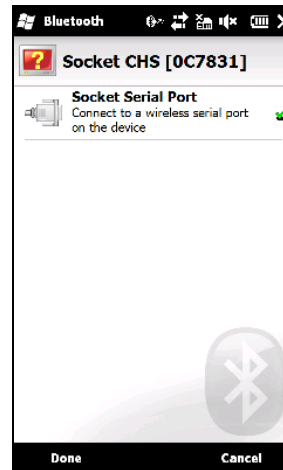 Bluetooth
Socket CHS [0C7831]
Socket Serial Port
Connect to a wireless serial port
on the device
Done Cancel